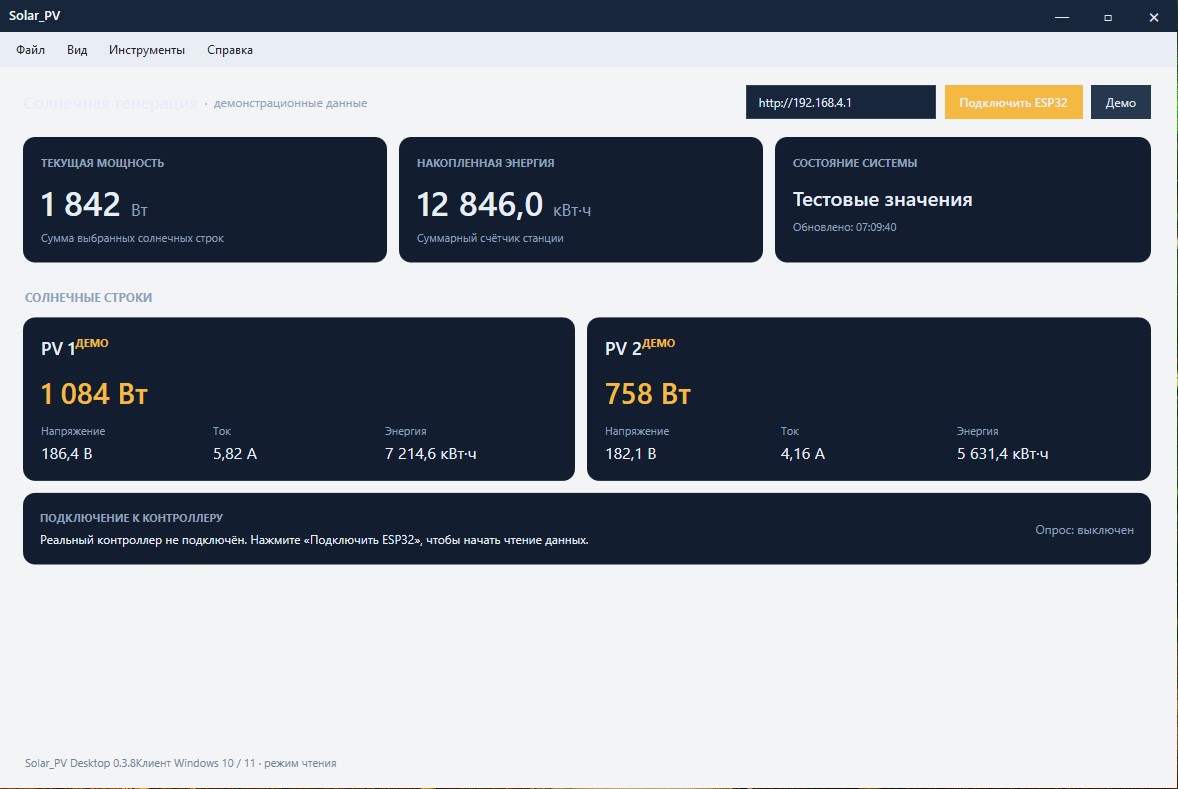 Solar_PV
Файл Вид Инструменты Справка
Солнечная генерация · демонстрационные данные
http://192.168.4.1 Подключить ESP32 Демо
ТЕКУЩАЯ МОЩНОСТЬ
1 842 Вт
Сумма выбранных солнечных строк
НАКОПЛЕННАЯ ЭНЕРГИЯ
12 846,0 кВт·ч
Суммарный счётчик станции
СОСТОЯНИЕ СИСТЕМЫ
Тестовые значения
Обновлено: 07:09:40
СОЛНЕЧНЫЕ СТРОКИ
PV 1 ДЕМО
1 084 Вт
Напряжение Ток Энергия
186,4 В 5,82 А 7 214,6 кВт·ч
PV 2 ДЕМО
758 Вт
Напряжение Ток Энергия
182,1 В 4,16 А 5 631,4 кВт·ч
ПОДКЛЮЧЕНИЕ К КОНТРОЛЛЕРУ
Реальный контроллер не подключён. Нажмите «Подключить ESP32», чтобы начать чтение данных.
Опрос: выключен
Solar_PV Desktop 0.3.8Клиент Windows 10 / 11 · режим чтения